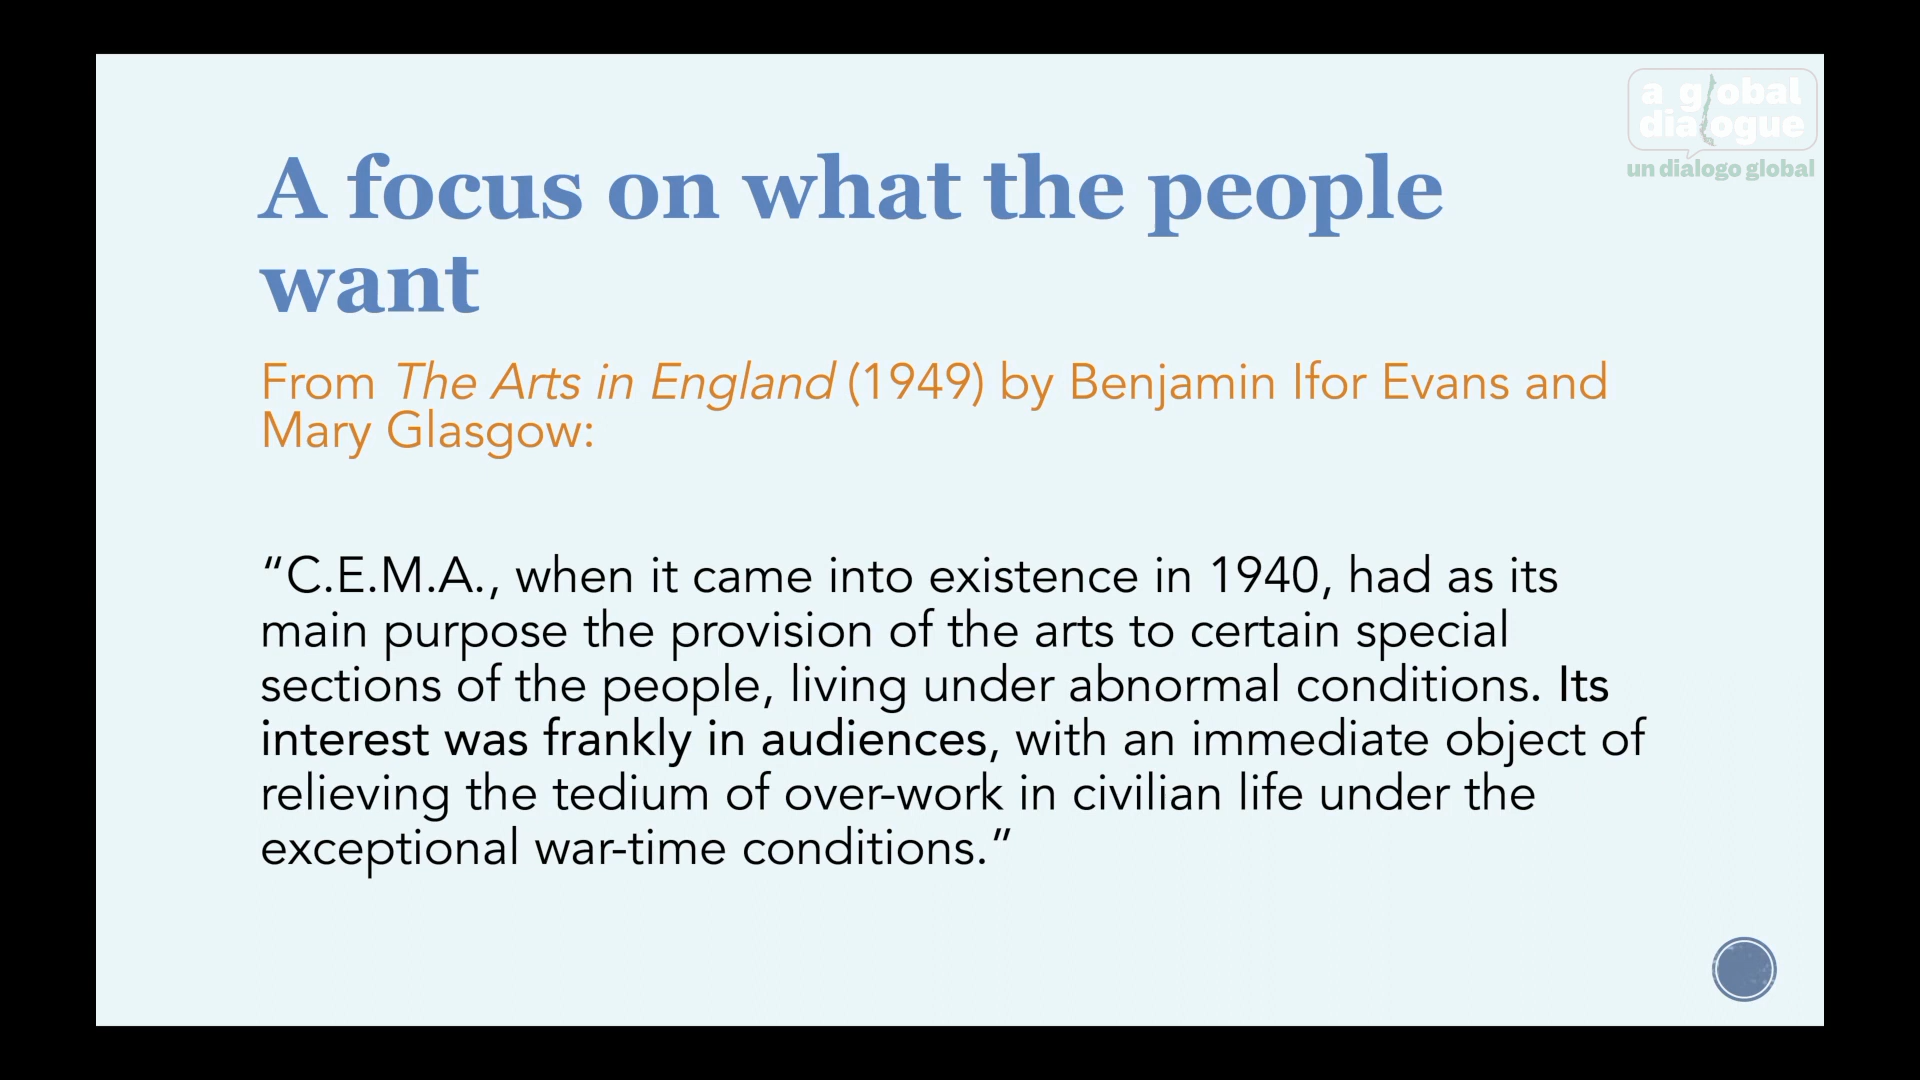 a global
dialogue
un dialogo global
A focus on what the people
want
From The Arts in England (1949) by Benjamin Ifor Evans and
Mary Glasgow:
“C.E.M.A., when it came into existence in 1940, had as its
main purpose the provision of the arts to certain special
sections of the people, living under abnormal conditions. Its
interest was frankly in audiences, with an immediate object of
relieving the tedium of over-work in civilian life under the
exceptional war-time conditions.”